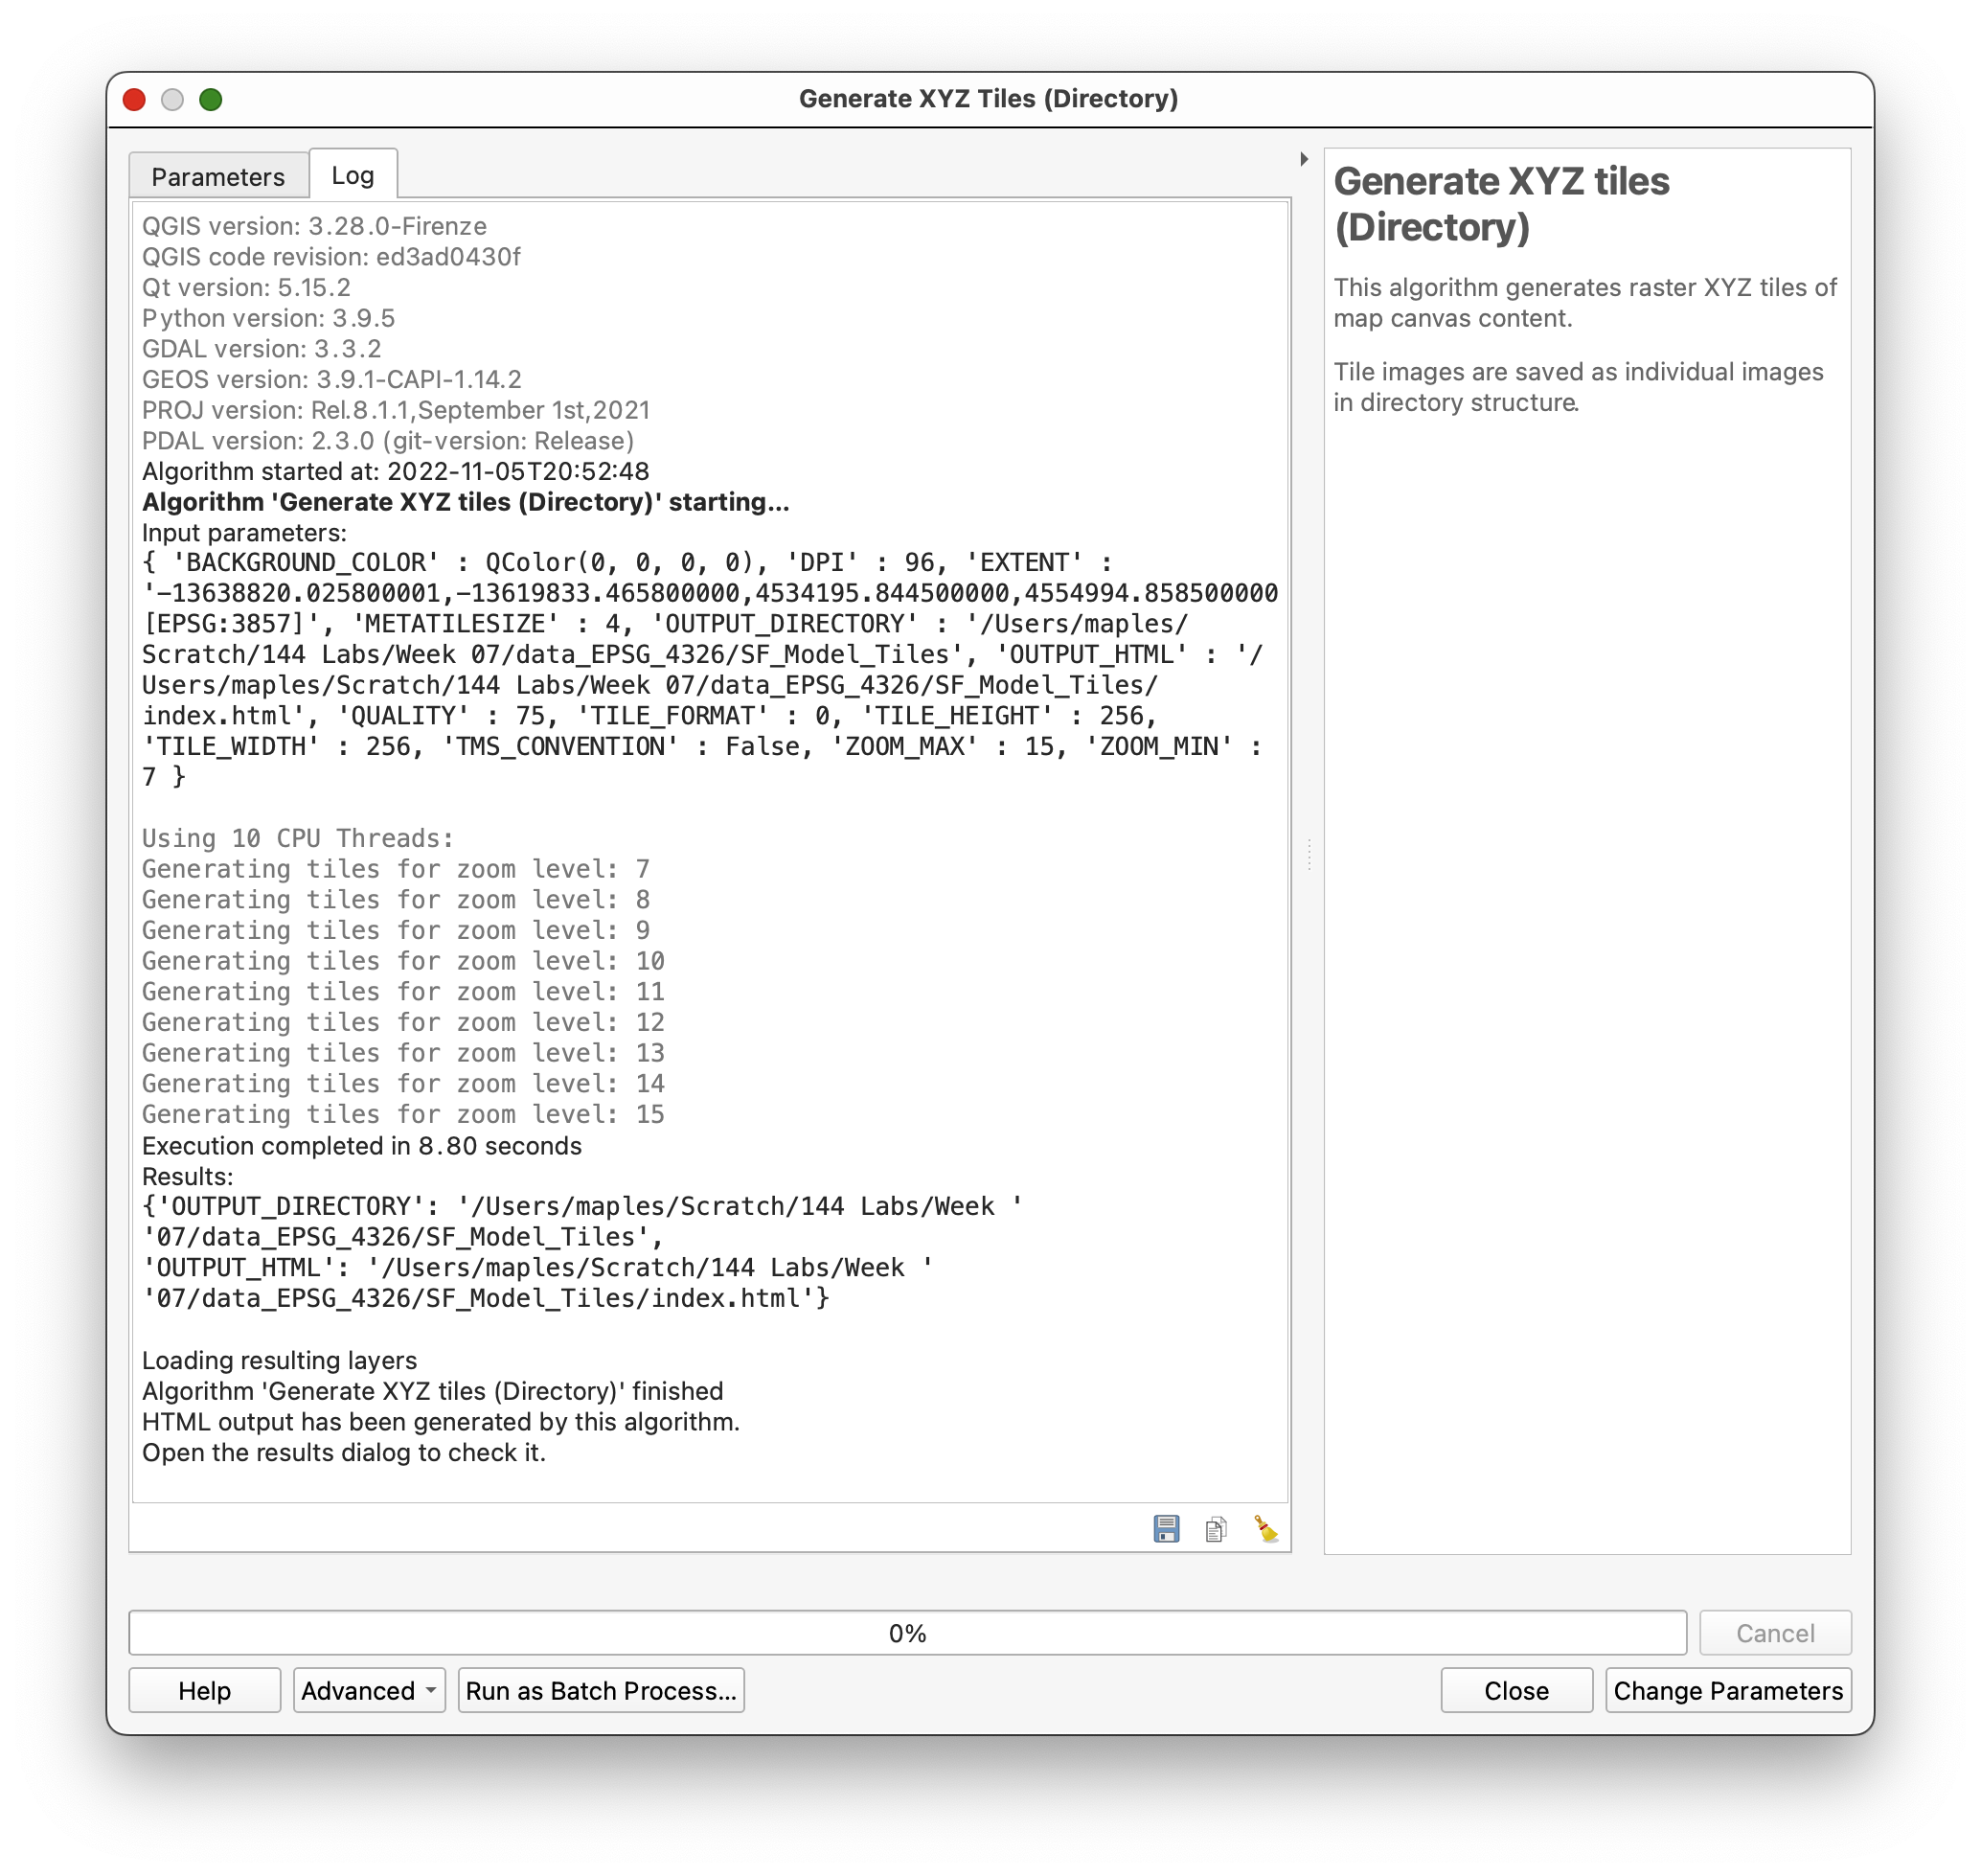 Generate XYZ Tiles (Directory)
Parameters
Log
QGIS version: 3.28.0-Firenze
QGIS code revision: ed3ad0430f
Qt version: 5.15.2
Python version: 3.9.5
GDAL version: 3.3.2
GEOS version: 3.9.1-CAPI-1.14.2
PROJ version: Rel.8.1.1,September 1st,2021
PDAL version: 2.3.0 (git-version: Release)
Algorithm started at: 2022-11-05T20:52:48
Algorithm 'Generate XYZ tiles (Directory)' starting...
Input parameters:
{ 'BACKGROUND_COLOR' : QColor(0, 0, 0, 0), 'DPI' : 96, 'EXTENT' :
'-13638820.025800001,-13619833.465800000,4534195.844500000,4554994.858500000
[EPSG:3857]', 'METATILESIZE' : 4, 'OUTPUT_DIRECTORY' : '/Users/maples/
Scratch/144 Labs/Week 07/data_EPSG_4326/SF_Model_Tiles', 'OUTPUT_HTML' : '/
Users/maples/Scratch/144 Labs/Week 07/data_EPSG_4326/SF_Model_Tiles/
index.html', 'QUALITY' : 75, 'TILE_FORMAT' : 0, 'TILE_HEIGHT' : 256,
'TILE_WIDTH' : 256, 'TMS_CONVENTION' : False, 'ZOOM_MAX' : 15, 'ZOOM_MIN' :
7 }
Using 10 CPU Threads:
Generating tiles for zoom level: 7
Generating tiles for zoom level: 8
Generating tiles for zoom level: 9
Generating tiles for zoom level: 10
Generating tiles for zoom level: 11
Generating tiles for zoom level: 12
Generating tiles for zoom level: 13
Generating tiles for zoom level: 14
Generating tiles for zoom level: 15
Execution completed in 8.80 seconds
Results:
{'OUTPUT_DIRECTORY': '/Users/maples/Scratch/144 Labs/Week '
'07/data_EPSG_4326/SF_Model_Tiles',
'OUTPUT_HTML': '/Users/maples/Scratch/144 Labs/Week '
'07/data_EPSG_4326/SF_Model_Tiles/index.html'}
Loading resulting layers
Algorithm 'Generate XYZ tiles (Directory)' finished
HTML output has been generated by this algorithm.
Open the results dialog to check it.
Generate XYZ tiles
(Directory)
This algorithm generates raster XYZ tiles of
map canvas content.
Tile images are saved as individual images
in directory structure.
0%
Cancel
Help
Advanced
Run as Batch Process...
Close
Change Parameters